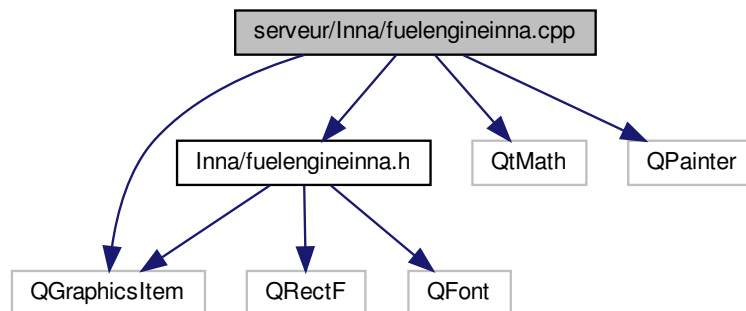 serveur/Inna/fuelengineinna.cpp
Inna/fuelengineinna.h
QtMath
QPainter
QGraphicsItem
QRectF
QFont